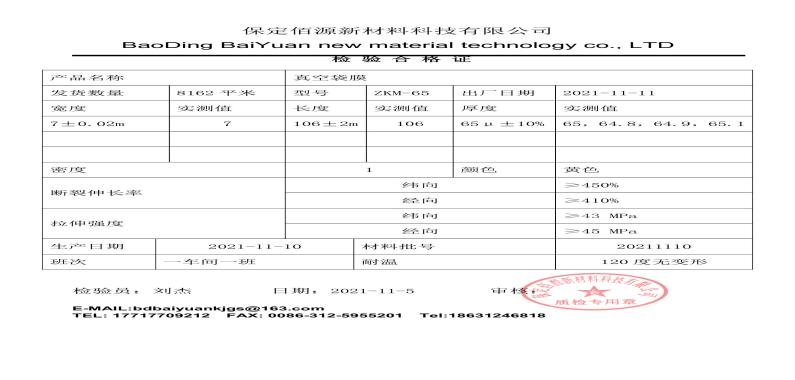 保定佰源新材料科技有限公司
BaoDing BaiYuan new material technology co., LTD
检验合格证
产品名称 真空袋膜
发货数量 8162 平米 型号 ZKM-65 出厂日期 2021-11-11
宽度 实测值 长度 实测值 厚度 实测值
7±0.02m 7 106±2m 106 65μ±10% 65, 64.8, 64.9, 65.1
密度 1 颜色 黄色
断裂伸长率 纬向 ≥450%
经向 ≥410%
拉伸强度 纬向 ≥43 MPa
经向 ≥45 MPa
生产日期 2021-11-10 材料批号 20211110
班次 一车间一班 耐温 120 度无变形
检验员: 刘杰 日期: 2021-11-5 审核:
质检专用章
E-MAIL:bdbaiyuankjgs@163.com
TEL: 17717709212 FAX: 0086-312-5955201 Tel:18631246818